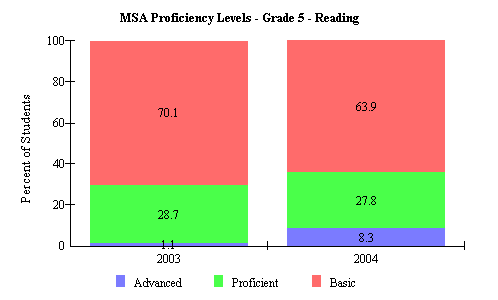 MSA Proficiency Levels - Grade 5 - Reading
Percent of Students
100
80
60
40
20
0
70.1
28.7
1.1
63.9
27.8
8.3
2003
2004
Advanced
Proficient
Basic